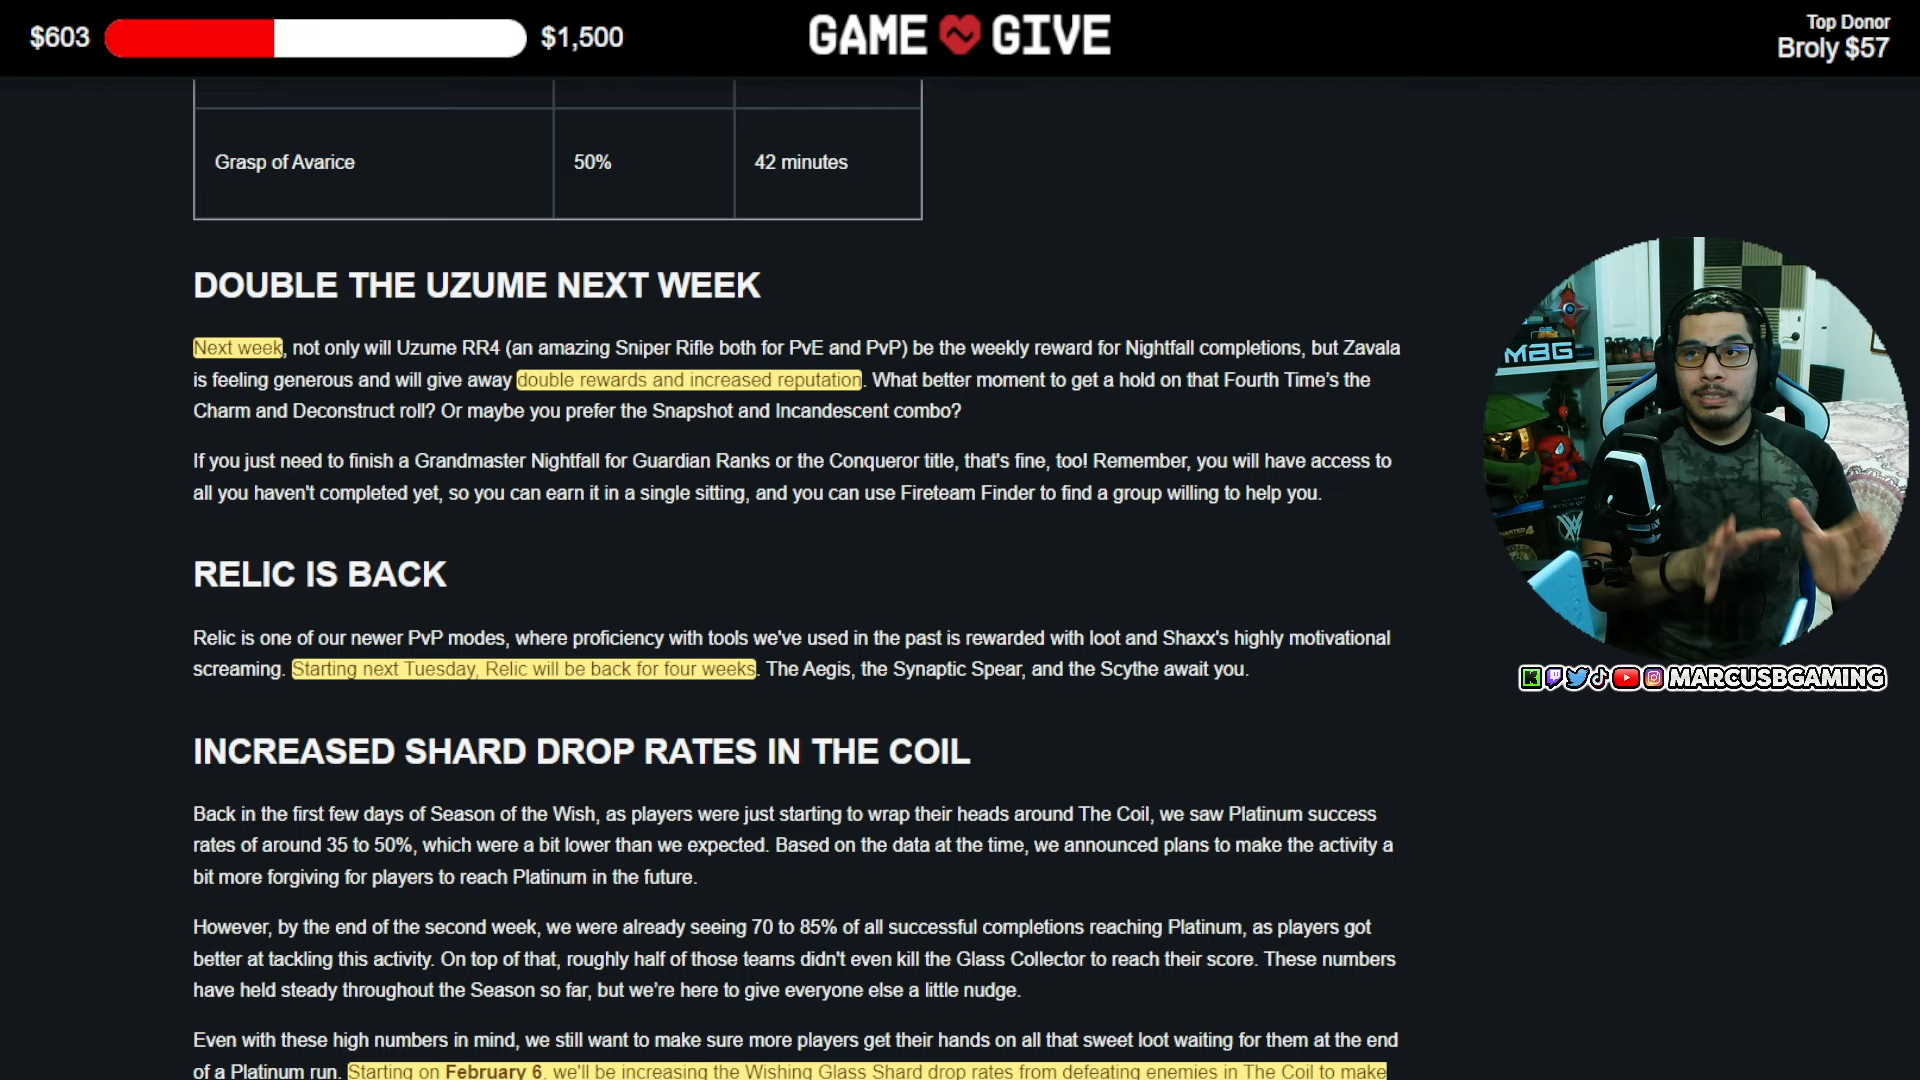 $603
$1,500
GAME GIVE
Top Donor
Broly $57
Grasp of Avarice
50%
42 minutes
DOUBLE THE UZUME NEXT WEEK
Next week, not only will Uzume RR4 (an amazing Sniper Rifle both for PvE and PvP) be the weekly reward for Nightfall completions, but Zavala
is feeling generous and will give away double rewards and increased reputation. What better moment to get a hold on that Fourth Time's the
Charm and Deconstruct roll? Or maybe you prefer the Snapshot and Incandescent combo?
If you just need to finish a Grandmaster Nightfall for Guardian Ranks or the Conqueror title, that's fine, too! Remember, you will have access to
all you haven't completed yet, so you can earn it in a single sitting, and you can use Fireteam Finder to find a group willing to help you.
RELIC IS BACK
Relic is one of our newer PvP modes, where proficiency with tools we've used in the past is rewarded with loot and Shaxx's highly motivational
screaming. Starting next Tuesday, Relic will be back for four weeks. The Aegis, the Synaptic Spear, and the Scythe await you.
INCREASED SHARD DROP RATES IN THE COIL
Back in the first few days of Season of the Wish, as players were just starting to wrap their heads around The Coil, we saw Platinum success
rates of around 35 to 50%, which were a bit lower than we expected. Based on the data at the time, we announced plans to make the activity a
bit more forgiving for players to reach Platinum in the future.
However, by the end of the second week, we were already seeing 70 to 85% of all successful completions reaching Platinum, as players got
better at tackling this activity. On top of that, roughly half of those teams didn't even kill the Glass Collector to reach their score. These numbers
have held steady throughout the Season so far, but we're here to give everyone else a little nudge.
Even with these high numbers in mind, we still want to make sure more players get their hands on all that sweet loot waiting for them at the end
of a Platinum run. Starting on February 6, we'll be increasing the Wishing Glass Shard drop rates from defeating enemies in The Coil to make
MBG
MARCUSBGAMING